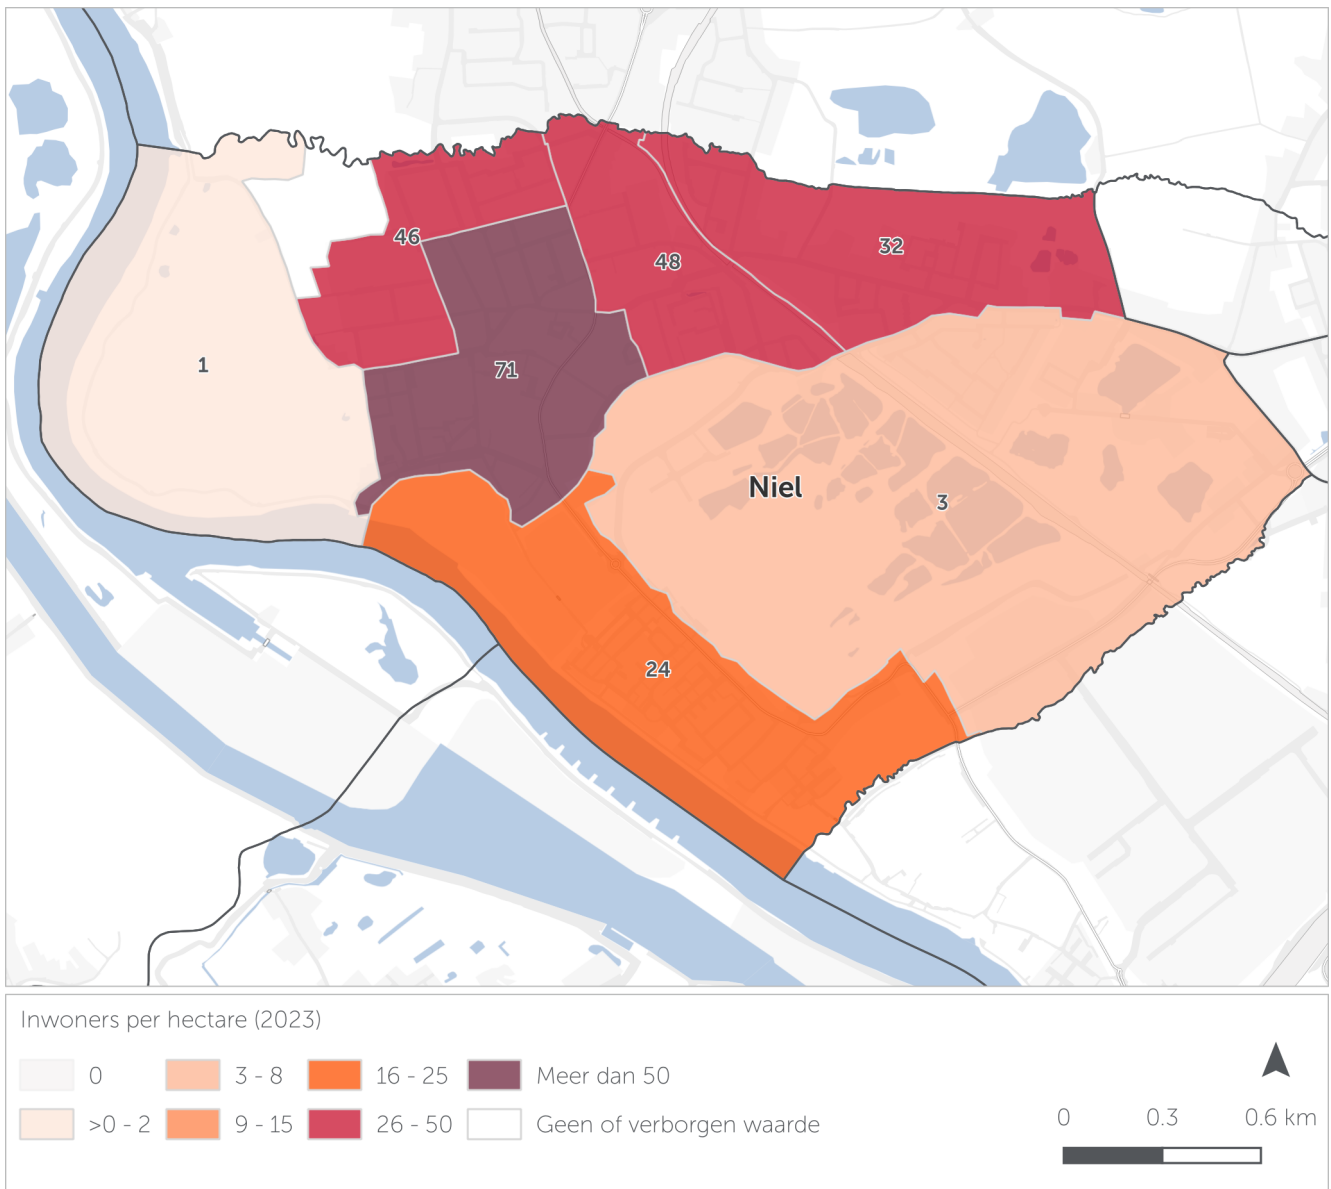 46
48
32
1
71
Niel
3
24
Inwoners per hectare (2023)
0
3 - 8
16 - 25
Meer dan 50
>0 - 2
9 - 15
26 - 50
Geen of verborgen waarde
0 0.3 0.6 km